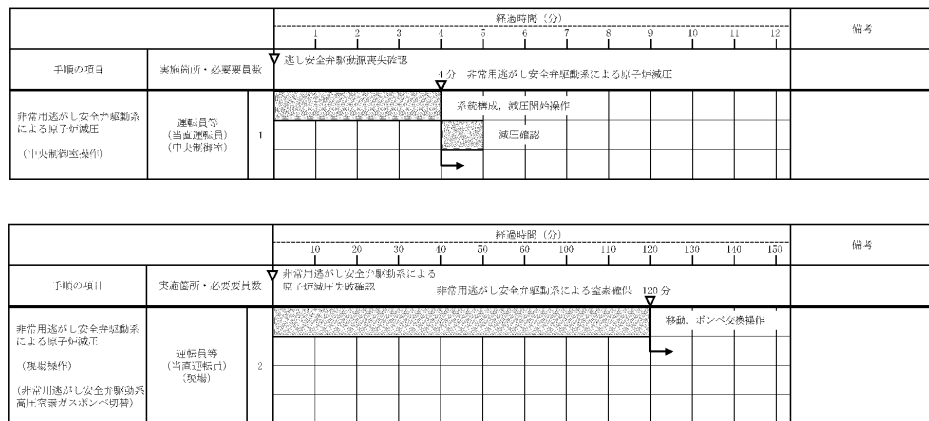 経過時間（分）
備考
1 2 3 4 5 6 7 8 9 10 11 12
手順の項目
実施箇所・必要要員数
逃し安全弁駆動源喪失確認
4分 非常用逃がし安全弁駆動系による原子炉減圧
非常用逃がし安全弁駆動系
による原子炉減圧
（中央制御室操作）
運転員等
（当直運転員）
（中央制御室）
1
系統構成，減圧開始操作
減圧確認
経過時間（分）
備考
10 20 30 40 50 60 100 110 120 130 140 150
手順の項目
実施箇所・必要要員数
非常用逃がし安全弁駆動系による
原子炉減圧失敗確認
非常用逃がし安全弁駆動系による窒素確保 120分
非常用逃がし安全弁駆動系
による原子炉減圧
（現場操作）
（非常用逃がし安全弁駆動系
高圧窒素ガスボンベ切替）
運転員等
（当直運転員）
（現場）
2
移動，ボンベ交換操作